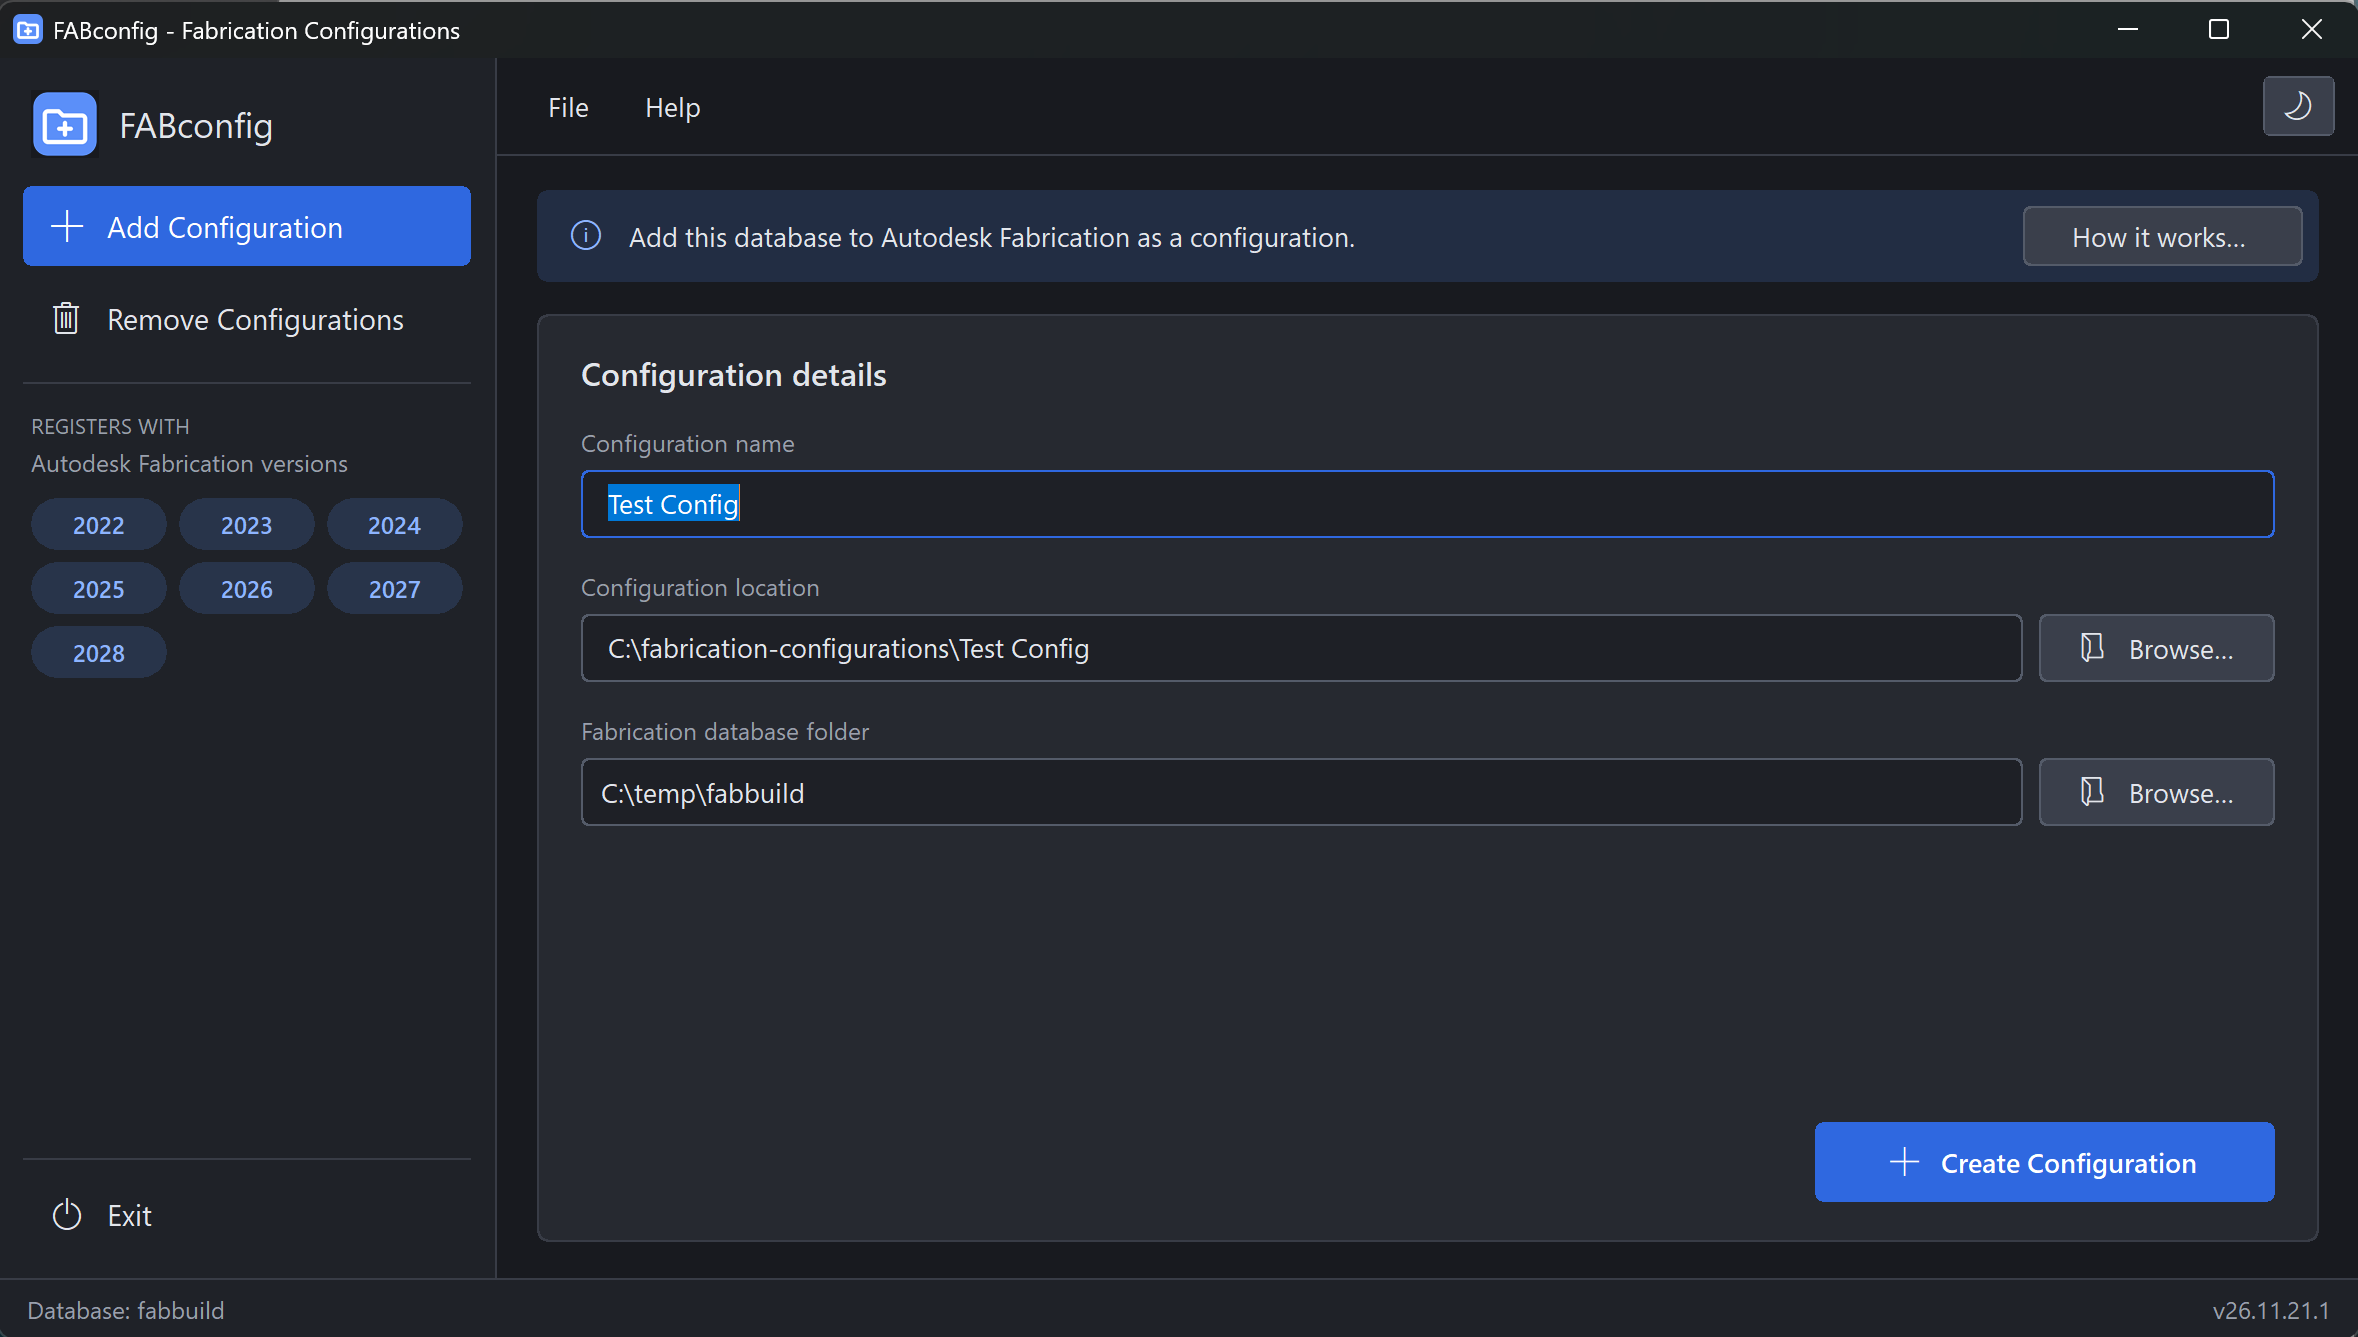 FABconfig - Fabrication Configurations
FABconfig
File
Help
Add Configuration
Remove Configurations
REGISTERS WITH
Autodesk Fabrication versions
2022
2023
2024
2025
2026
2027
2028
Exit
Add this database to Autodesk Fabrication as a configuration.
How it works...
Configuration details
Configuration name
Test Config
Configuration location
C:\fabrication-configurations\Test Config
Browse...
Fabrication database folder
C:\temp\fabbuild
Browse...
Create Configuration
Database: fabbuild
v26.11.21.1